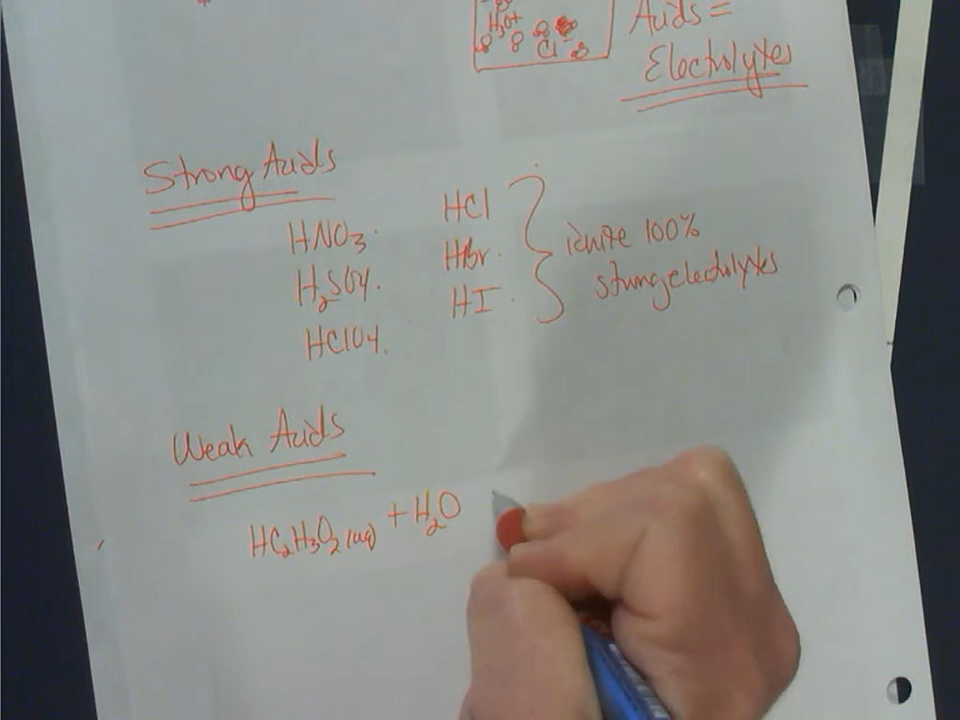 H3O+
Cl-
Acids =
Electrolytes
Strong Acids
HNO3
H2SO4
HClO4
HCl
HBr
HI
ionize 100%
strong electrolytes
Weak Acids
HC2H3O2 (aq) + H2O